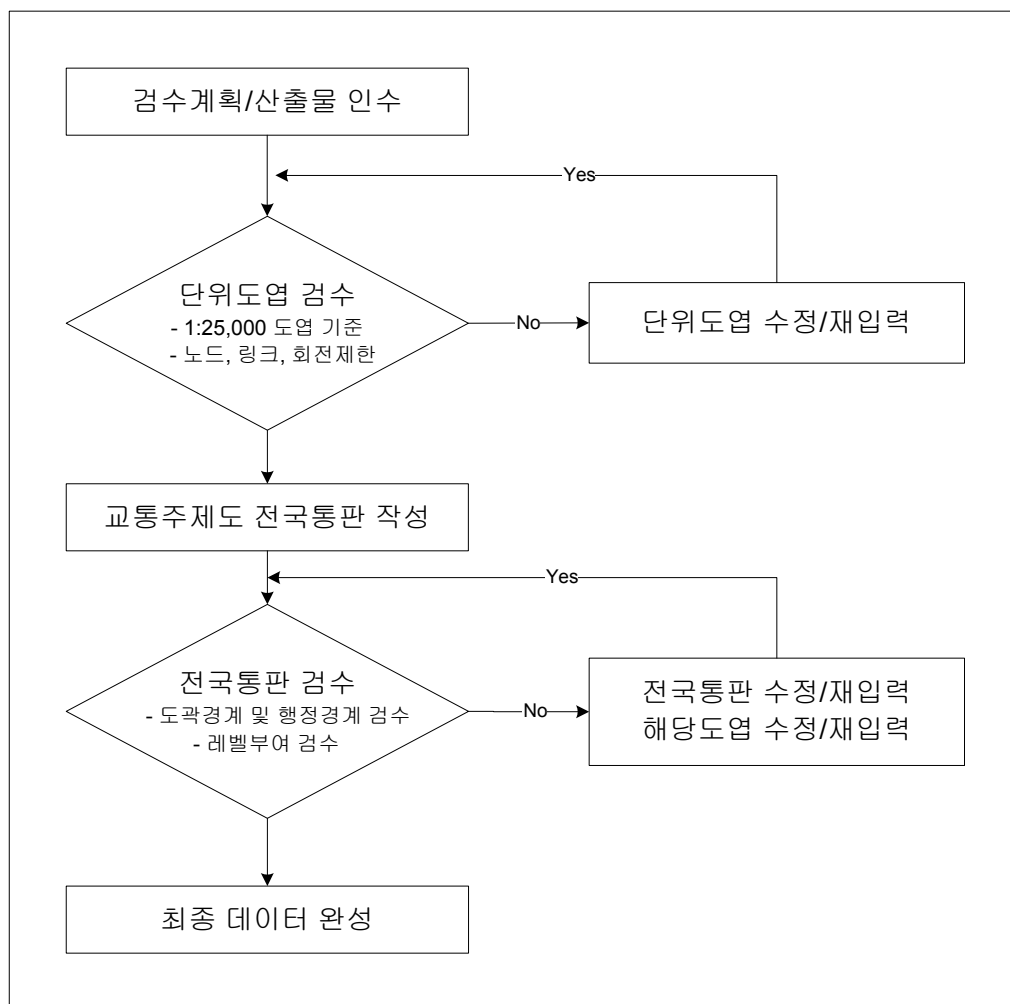 검수계획/산출물 인수
Yes
단위도엽 검수
- 1:25,000 도엽 기준
- 노드, 링크, 회전제한
No
단위도엽 수정/재입력
교통주제도 전국통판 작성
Yes
전국통판 검수
- 도곽경계 및 행정경계 검수
- 레벨부여 검수
No
전국통판 수정/재입력
해당도엽 수정/재입력
최종 데이터 완성